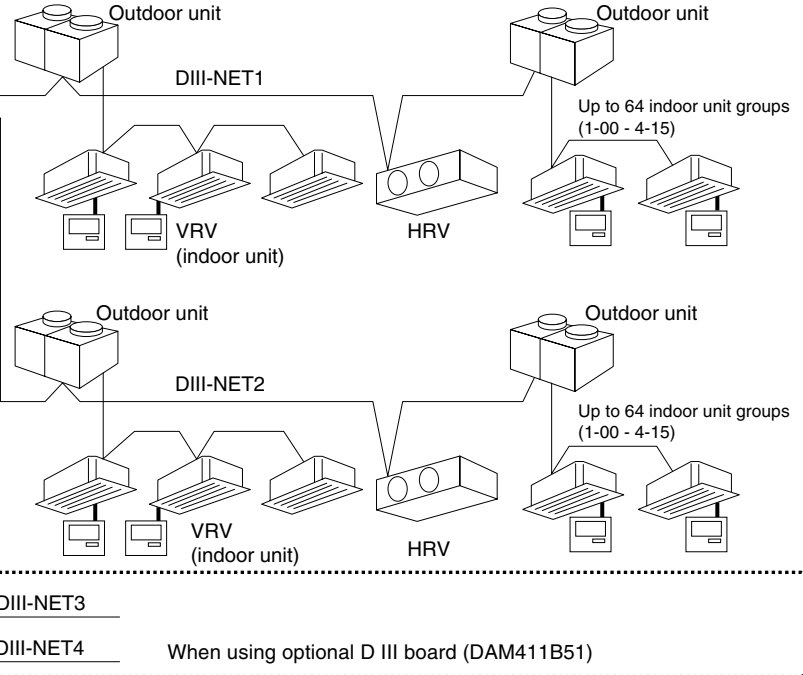 Outdoor unit
Outdoor unit
DIII-NET1
Up to 64 indoor unit groups
(1-00 - 4-15)
VRV
(indoor unit)
HRV
Outdoor unit
Outdoor unit
DIII-NET2
Up to 64 indoor unit groups
(1-00 - 4-15)
VRV
(indoor unit)
HRV
DIII-NET3
DIII-NET4
When using optional D III board (DAM411B51)